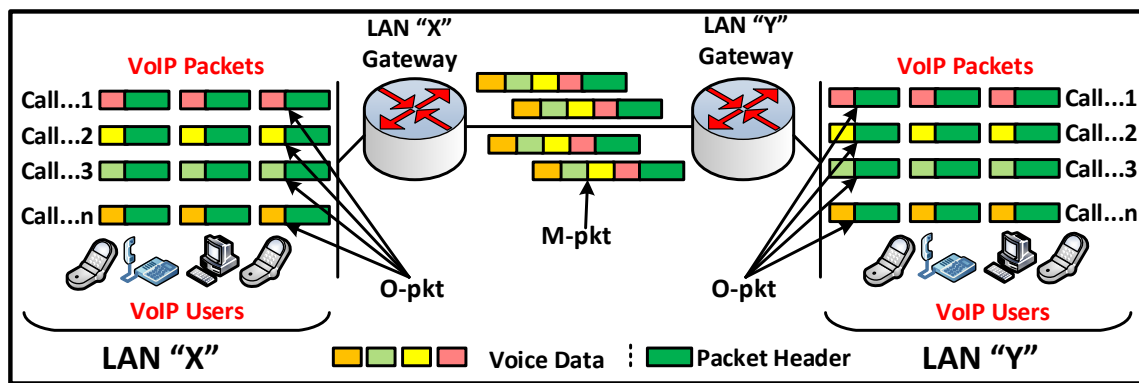 LAN “X”
Gateway
LAN “Y”
Gateway
VoIP Packets
Call...1
Call...2
Call...3
Call...n
VoIP Packets
Call...1
Call...2
Call...3
Call...n
M-pkt
O-pkt
O-pkt
VoIP Users
VoIP Users
LAN “X”
Voice Data
Packet Header
LAN “Y”